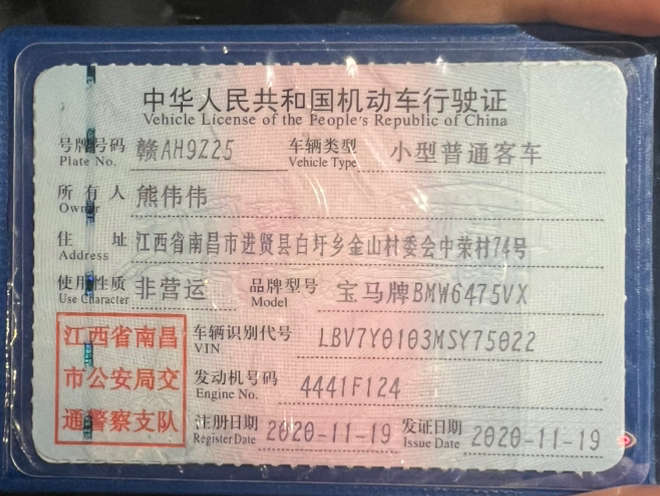 中华人民共和国机动车行驶证
Vehicle License of the People's Republic of China
号牌号码 赣AH9Z25 车辆类型 小型普通客车
Plate No. Vehicle Type
所有人 熊伟伟
Owner
住址 江西省南昌市进贤县白圩乡金山村委会中荣村74号
Address
使用性质 非营运 品牌型号 宝马牌BMW6475VX
Use Character Model
江西省南昌
市公安局交
通警察支队
车辆识别代号 LBV7Y0103MSY75022
VIN
发动机号码 4441F124
Engine No.
注册日期 2020-11-19 发证日期 2020-11-19
Register Date Issue Date